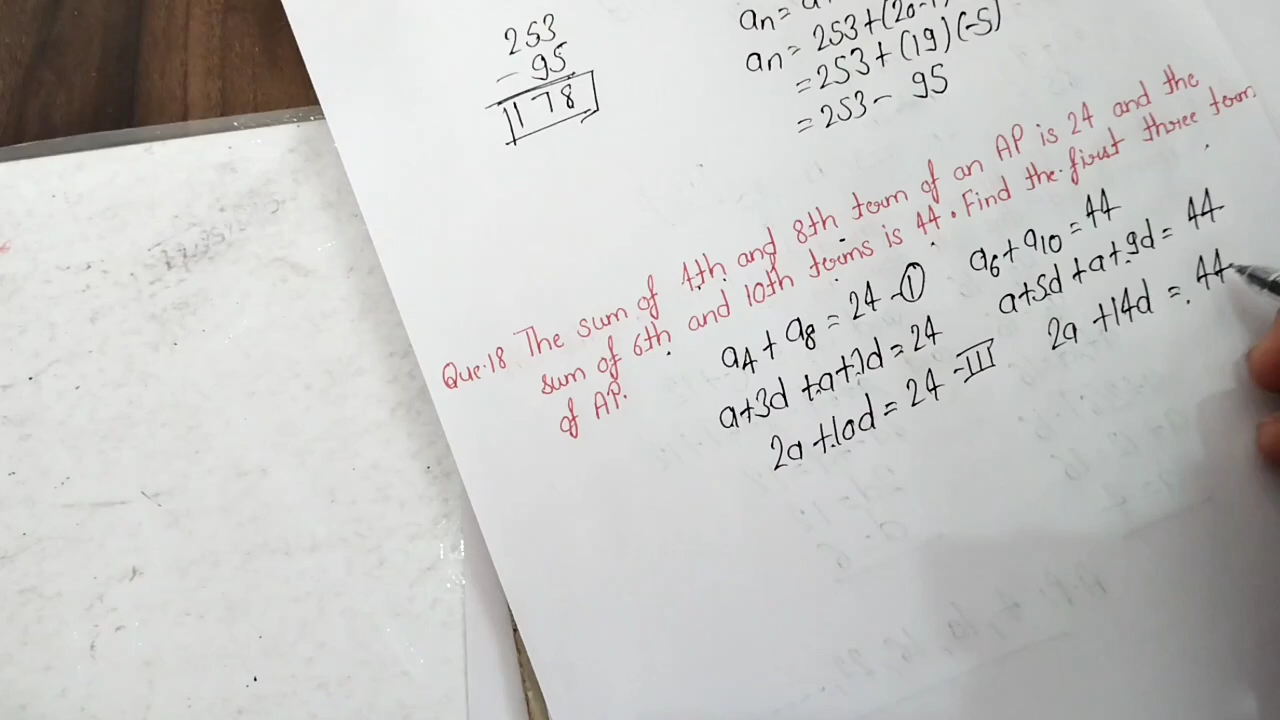 253
- 95
1178
an =
an = 253+(20-1
= 253 + (19)(-5)
= 253 - 95
Que.18 The sum of 4th and 8th term of an AP is 24 and the
sum of 6th and 10th terms is 44. Find the first three term
of AP.
a4 + a8 = 24 -①
a+3d +a+7d = 24
2a +10d = 24 -III
a6 + a10 = 44
a+5d +a+9d = 44
2a +14d = 44